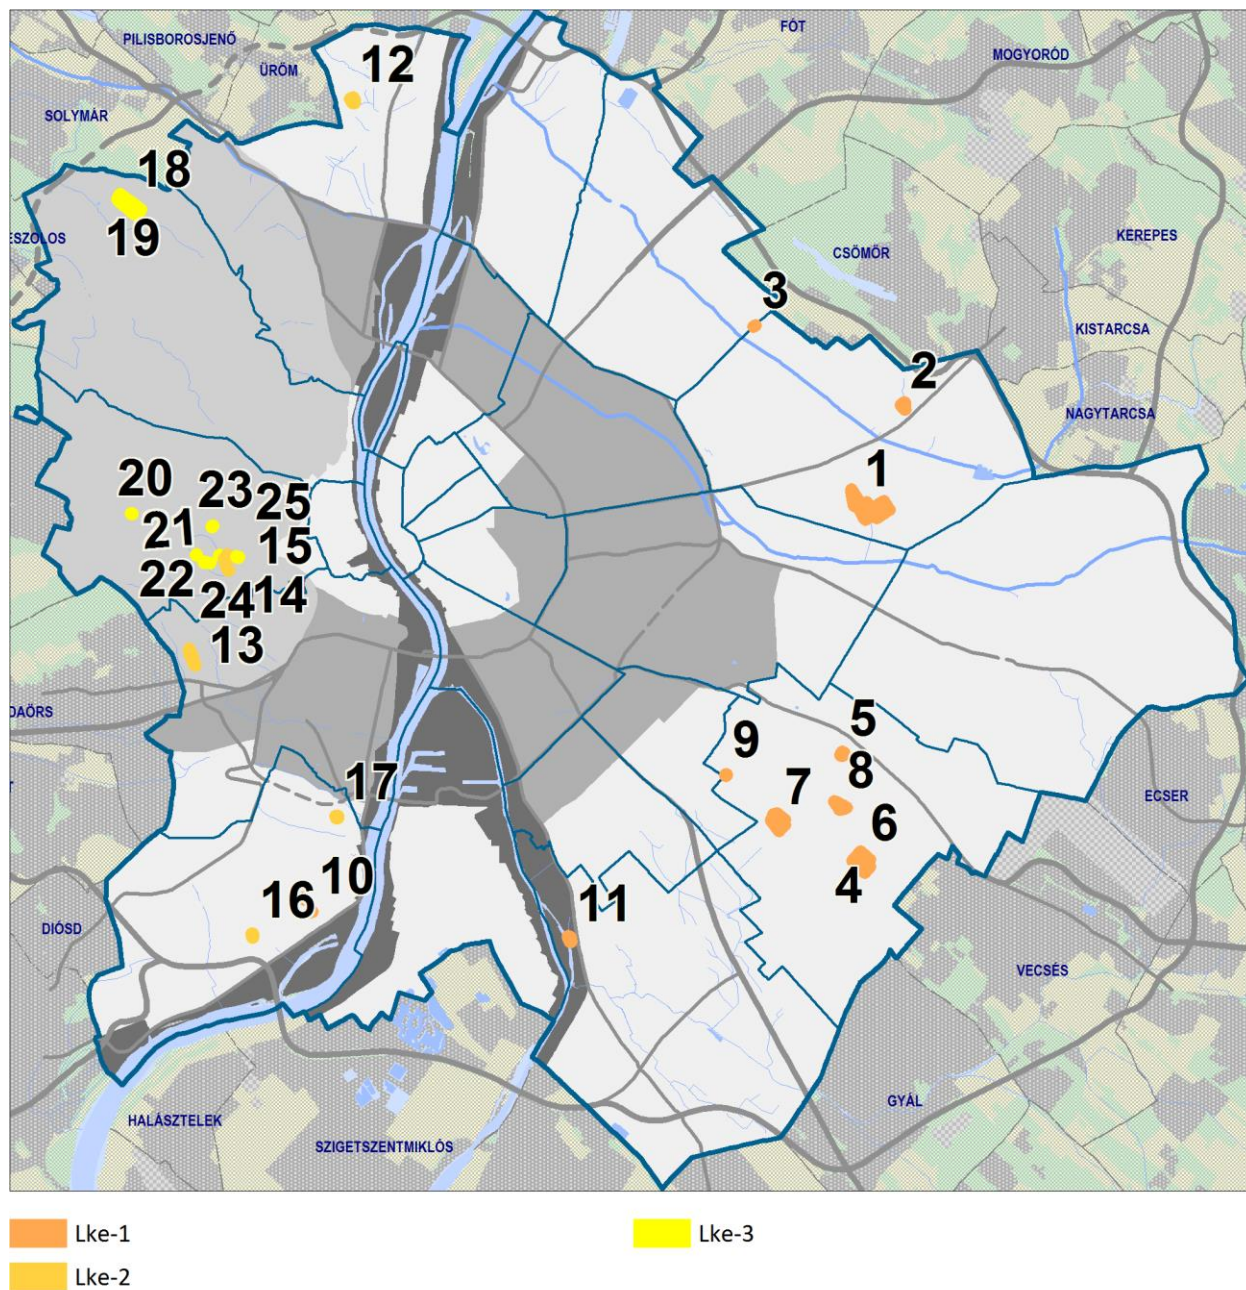 FÓT
PILISBOROSJENŐ
MOGYORÓD
ÜRÖM
12
SOLYMÁR
18
19
ESZOLOS
KEREPES
CSÖMÖR
3
KISTARCSA
2
NAGYTARCSA
1
20
23
25
21
15
22
24
14
13
DAÖRS
5
9
8
17
7
ECSER
6
10
16
4
11
DIÓSD
VECSÉS
GYÁL
HALÁSZTELEK
SZIGETSZENTMIKLÓS
Lke-1
Lke-3
Lke-2